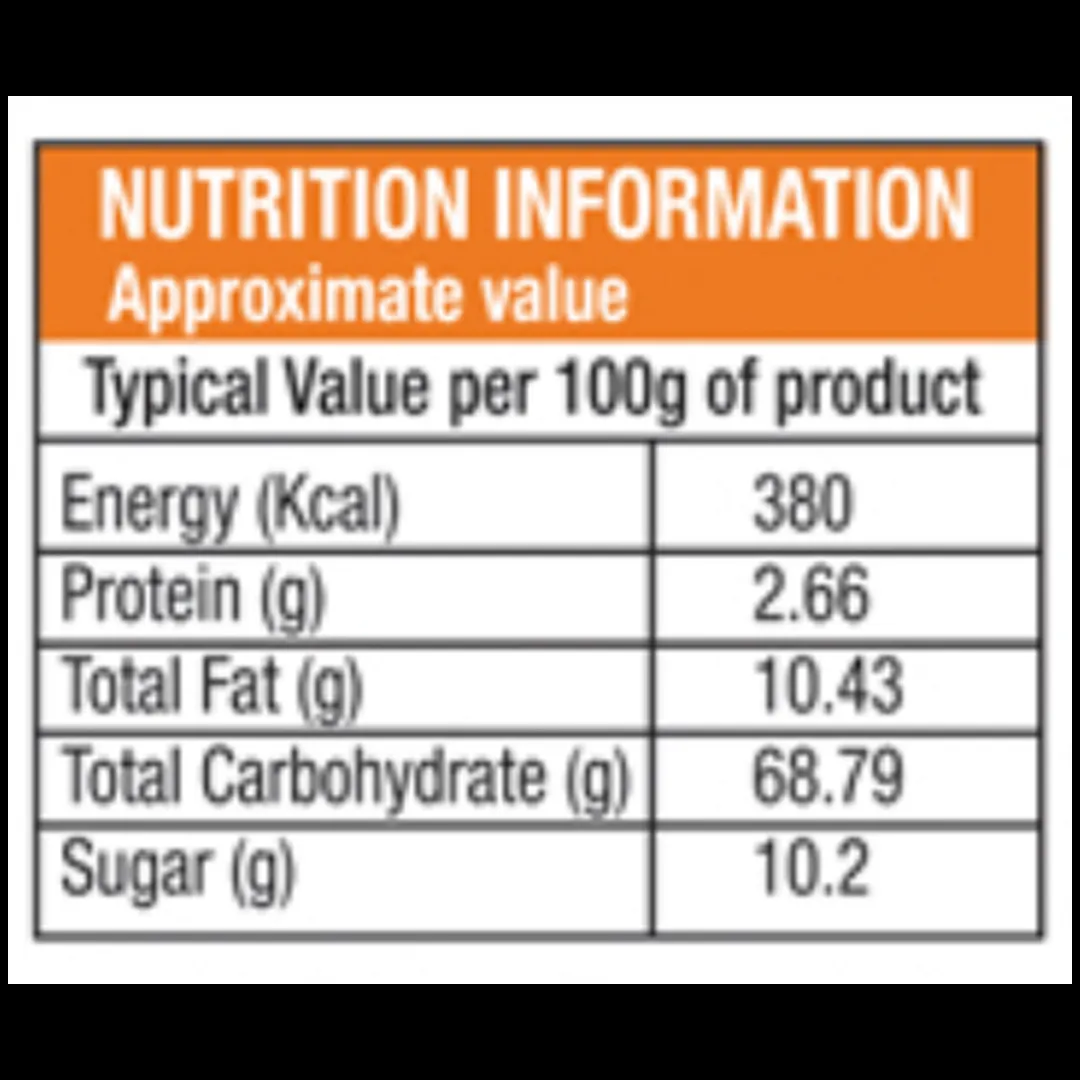 NUTRITION INFORMATION
Approximate value
Typical Value per 100g of product
Energy (Kcal) 380
Protein (g) 2.66
Total Fat (g) 10.43
Total Carbohydrate (g) 68.79
Sugar (g) 10.2